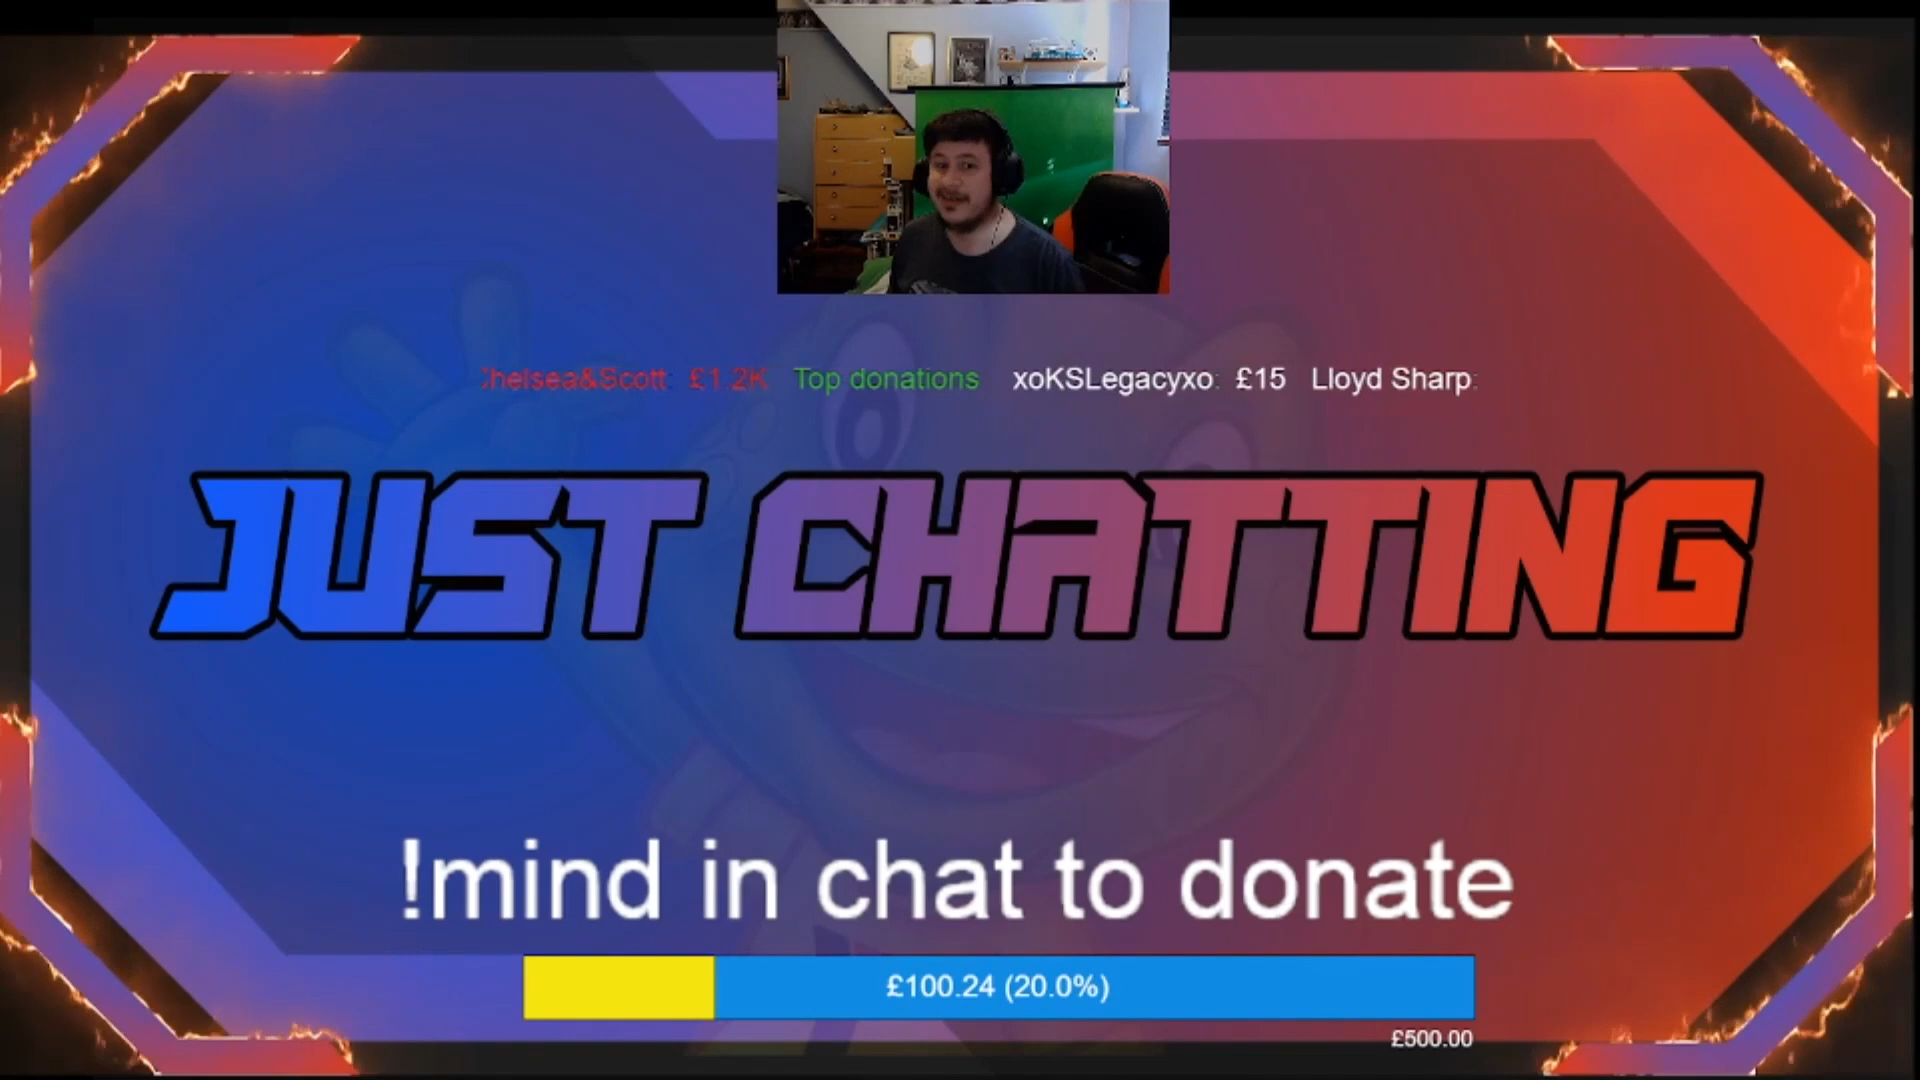 helsea&Scott: £1.2K Top donations xoKSLegacyxo: £15 Lloyd Sharp:
JUST CHATTING
!mind in chat to donate
£100.24 (20.0%)
£500.00